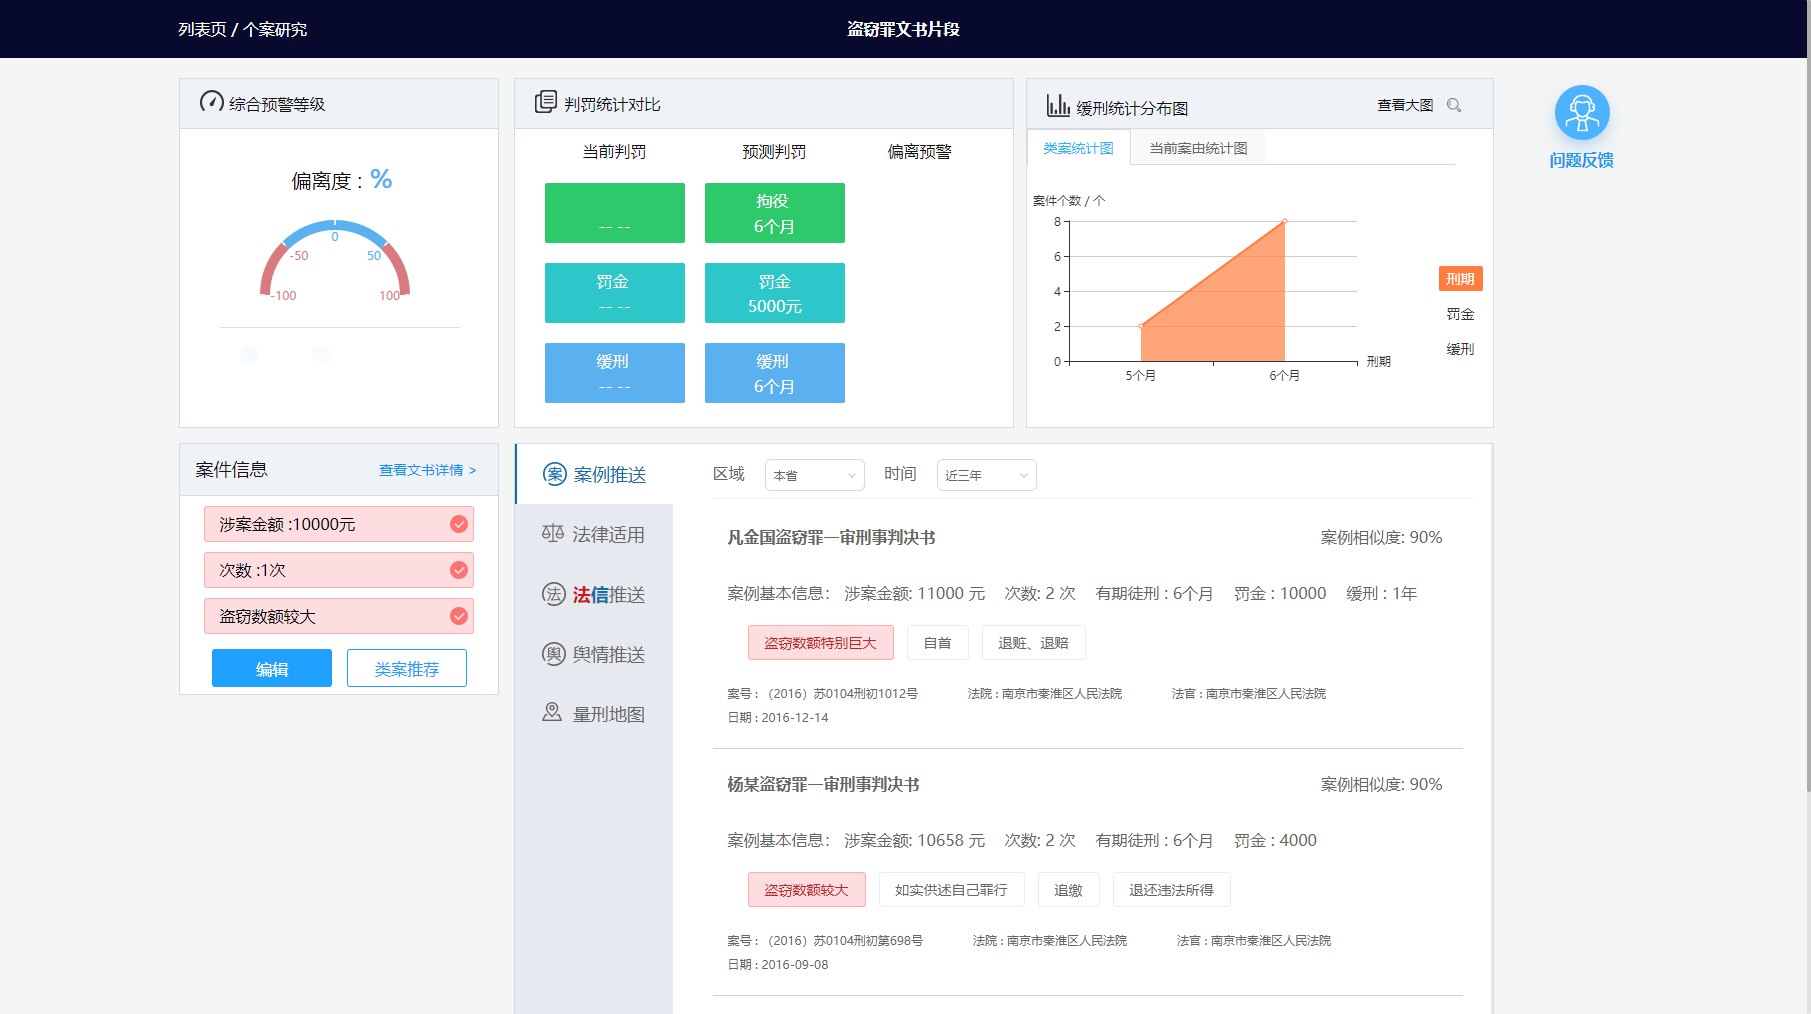 列表页 / 个案研究
盗窃罪文书片段
综合预警等级
偏离度 : %
0
-50
50
-100
100
判罚统计对比
当前判罚 预测判罚 偏离预警
-- --
拘役
6个月
罚金
-- --
罚金
5000元
缓刑
-- --
缓刑
6个月
缓刑统计分布图
查看大图
类案统计图 当前案由统计图
案件个数 / 个
8
6
4
2
0
5个月 6个月
刑期
刑期
罚金
缓刑
问题反馈
案件信息
查看文书详情 >
涉案金额 :10000元
次数 :1次
盗窃数额较大
编辑
类案推荐
案 案例推送
法律适用
法 法信推送
舆 舆情推送
量刑地图
区域 本省 时间 近三年
凡金国盗窃罪一审刑事判决书
案例相似度: 90%
案例基本信息： 涉案金额: 11000 元 次数: 2 次 有期徒刑 : 6个月 罚金 : 10000 缓刑 : 1年
盗窃数额特别巨大 自首 退赃、退赔
案号 : （2016）苏0104刑初1012号 法院 : 南京市秦淮区人民法院 法官 : 南京市秦淮区人民法院
日期 : 2016-12-14
杨某盗窃罪一审刑事判决书
案例相似度: 90%
案例基本信息： 涉案金额: 10658 元 次数: 2 次 有期徒刑 : 6个月 罚金 : 4000
盗窃数额较大 如实供述自己罪行 追缴 退还违法所得
案号 : （2016）苏0104刑初第698号 法院 : 南京市秦淮区人民法院 法官 : 南京市秦淮区人民法院
日期 : 2016-09-08